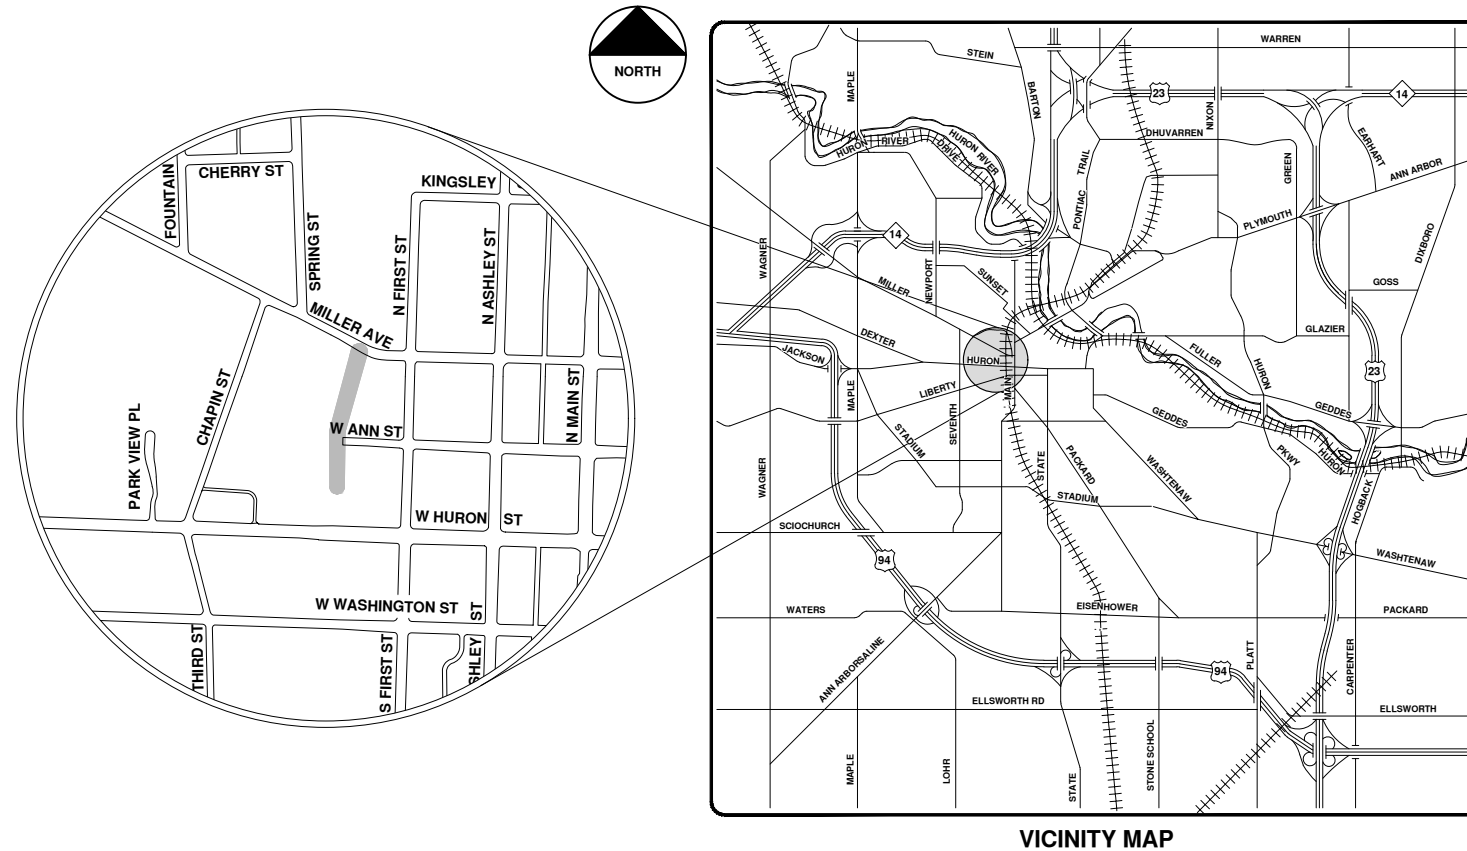 NORTH
FOUNTAIN
CHERRY ST
SPRING ST
KINGSLEY
N FIRST ST
N ASHLEY ST
MILLER AVE
CHAPIN ST
PARK VIEW PL
W ANN ST
N MAIN ST
W HURON ST
W WASHINGTON ST
ST
THIRD ST
S FIRST ST
SHLEY
WARREN
STEIN
MAPLE
BARTON
23
NIXON
14
DHUVARREN
EARHART
HURON
RIVER
DRIVE
HURON RIVER
TRAIL
PONTIAC
GREEN
ANN ARBOR
PLYMOUTH
DIXBORO
WAGNER
14
NEWPORT
SUNSET
MILLER
GOSS
DEXTER
GLAZIER
JACKSON
HURON
FULLER
HURON
23
MAPLE
LIBERTY
MAIN
SEVENTH
GEDDES
GEDDES
STADIUM
WAGNER
STATE
PACKARD
WASHTENAW
PKWY
HURON
STADIUM
HOGBACK
SCIOCHURCH
94
WASHTENAW
WATERS
EISENHOWER
PACKARD
ANN ARBORSALINE
94
PLATT
CARPENTER
ELLSWORTH RD
ELLSWORTH
MAPLE
LOHR
STATE
STONE SCHOOL
VICINITY MAP